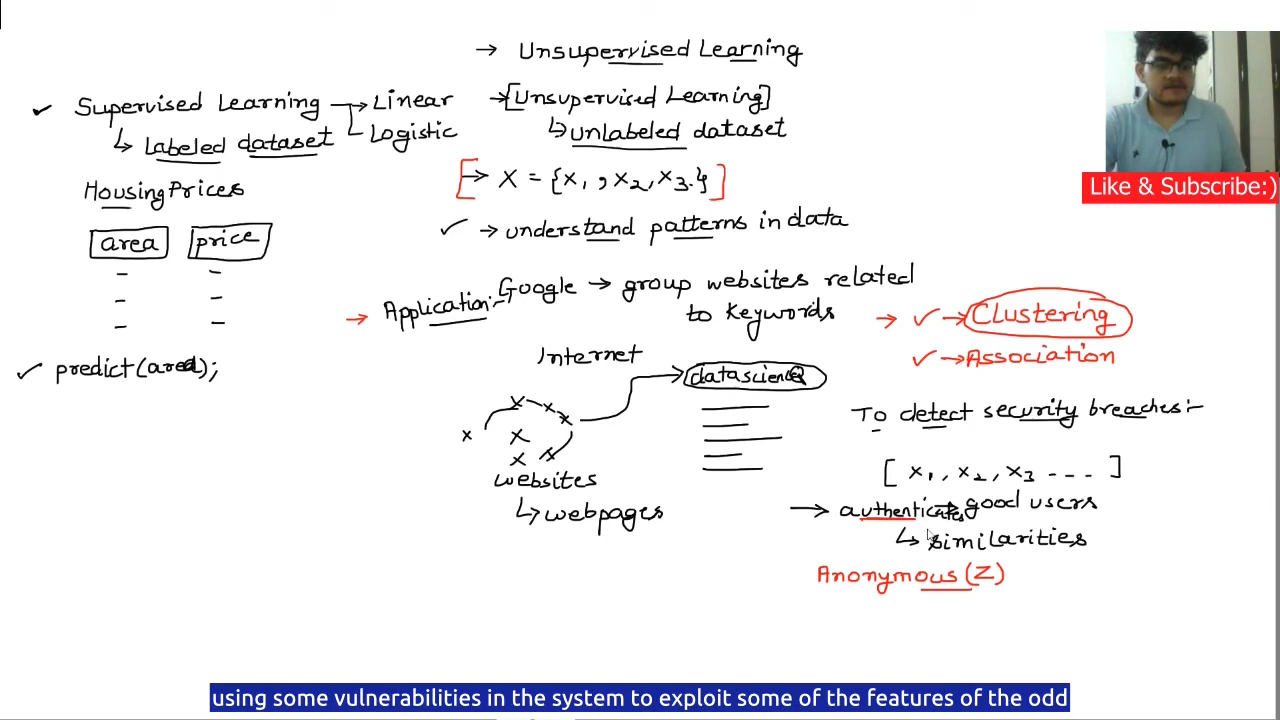 → Unsupervised Learning
✓ Supervised Learning → Linear
Logistic
↳ Labeled dataset
HousingPrices
area price
- -
- -
- -
✓ predict(area);
→ [Unsupervised Learning]
↳ unlabeled dataset
[→ X = {x₁, x₂, x₃.}]
✓ → understand patterns in data
→ Application:- Google → group websites related
to keywords
Internet
datascience
websites
↳ webpages
→ ✓ → Clustering
✓ → Association
To detect security breaches:-
[ x₁, x₂, x₃ --- ]
→ authenticates → good users
↳ similarities
Anonymous(Z)
Like & Subscribe:)
using some vulnerabilities in the system to exploit some of the features of the odd